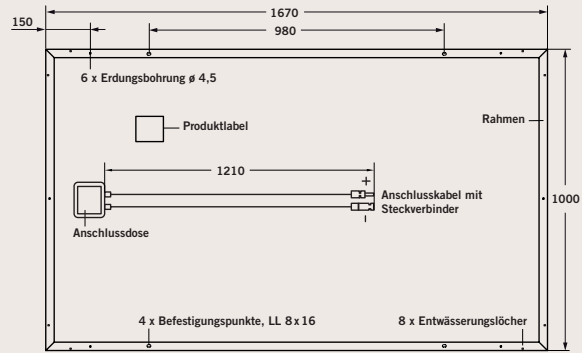 1670
150
980
6 x Erdungsbohrung ø 4,5
Produktlabel
Rahmen
1210
+
Anschlusskabel mit
Steckverbinder
–
1000
Anschlussdose
4 x Befestigungspunkte, LL 8 x 16
8 x Entwässerungslöcher